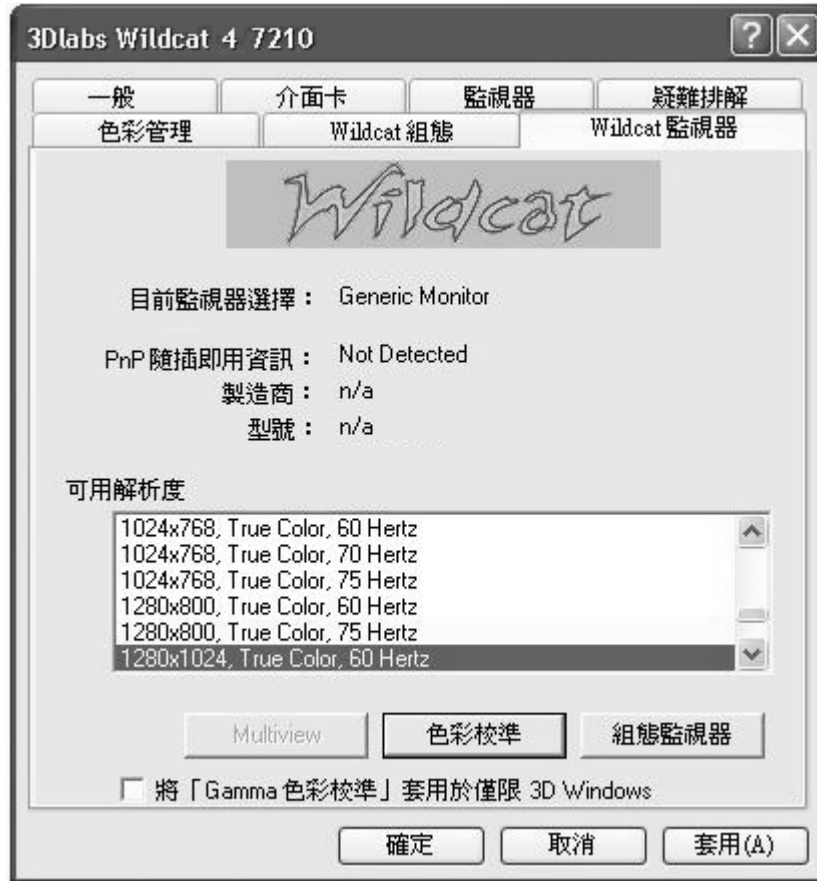 3Dlabs Wildcat 4 7210
一般 介面卡 監視器 疑難排解
色彩管理 Wildcat 組態 Wildcat 監視器
Wildcat
目前監視器選擇： Generic Monitor
PnP 隨插即用資訊： Not Detected
製造商： n/a
型號： n/a
可用解析度
1024x768, True Color, 60 Hertz
1024x768, True Color, 70 Hertz
1024x768, True Color, 75 Hertz
1280x800, True Color, 60 Hertz
1280x800, True Color, 75 Hertz
1280x1024, True Color, 60 Hertz
Multiview 色彩校準 組態監視器
將「Gamma 色彩校準」套用於僅限 3D Windows
確定 取消 套用(A)